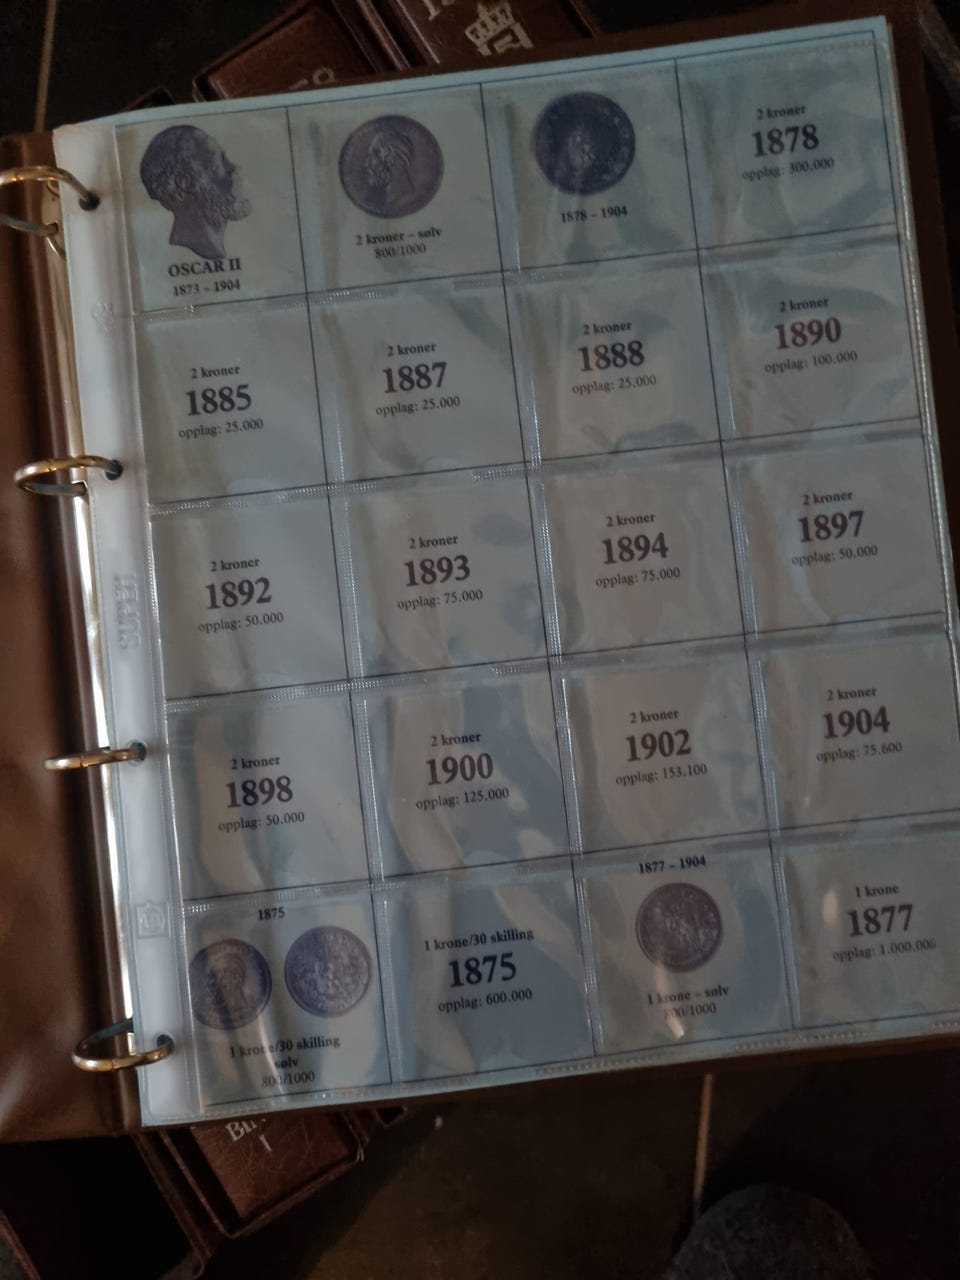 OSCAR II
1873 – 1904
2 kroner – sølv
800/1000
1878 – 1904
2 kroner
1878
opplag: 300.000
2 kroner
1885
opplag: 25.000
2 kroner
1887
opplag: 25.000
2 kroner
1888
opplag: 25.000
2 kroner
1890
opplag: 100.000
2 kroner
1892
opplag: 50.000
2 kroner
1893
opplag: 75.000
2 kroner
1894
opplag: 75.000
2 kroner
1897
opplag: 50.000
2 kroner
1898
opplag: 50.000
2 kroner
1900
opplag: 125.000
2 kroner
1902
opplag: 153.100
2 kroner
1904
opplag: 75.600
1875
1 krone/30 skilling
sølv
800/1000
1 krone/30 skilling
1875
opplag: 600.000
1877 – 1904
1 krone – sølv
800/1000
1 krone
1877
opplag: 1.000.000
SUPER